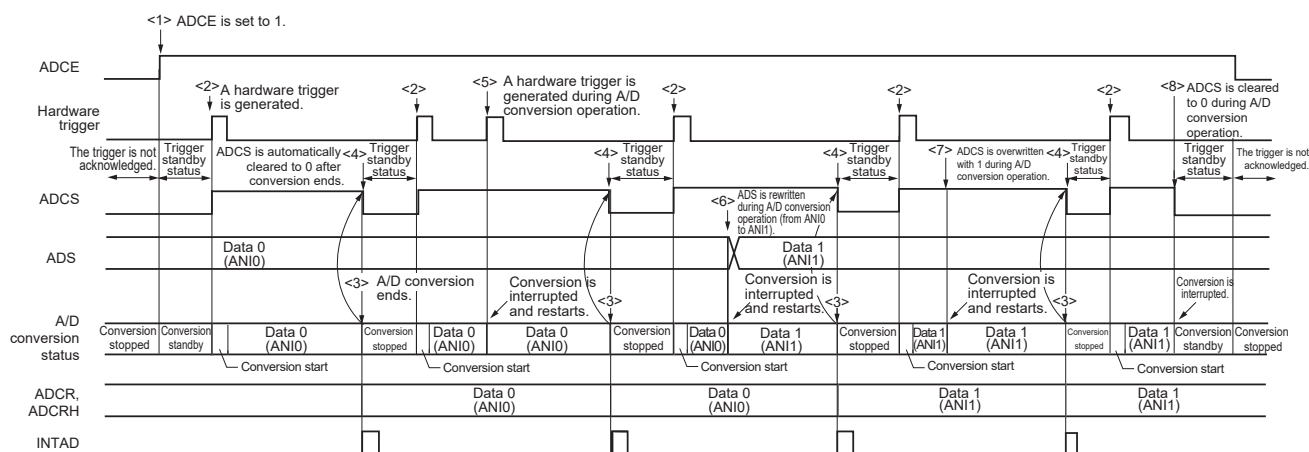 <1> ADCE is set to 1.
ADCE
<2> A hardware trigger
is generated.
<2>
<5> A hardware trigger is
generated during A/D
conversion operation.
<2>
<2>
<2>
<8> ADCS is cleared
to 0 during A/D
conversion
operation.
Hardware
trigger
The trigger is not
acknowledged.
Trigger
standby
status
ADCS is automatically
cleared to 0 after
conversion ends.
<4>
Trigger
standby
status
<4>
Trigger
standby
status
<4>
Trigger
standby
status
<7> ADCS is overwritten
with 1 during A/D
conversion operation.
<4>
Trigger
standby
status
Trigger
standby
status
The trigger is not
acknowledged.
ADCS
<6> ADS is rewritten
during A/D conversion
operation (from ANI0
to ANI1).
ADS
Data 0
(ANI0)
Data 1
(ANI1)
<3> A/D conversion
ends.
Conversion is
interrupted
and restarts.
<3>
Conversion is
interrupted
and restarts.
<3>
Conversion is
interrupted
and restarts.
<3>
Conversion is
interrupted.
A/D
conversion
status
Conversion
stopped
Conversion
standby
Data 0
(ANI0)
Conversion
stopped
Data 0
(ANI0)
Data 0
(ANI0)
Conversion
stopped
Data 0
(ANI0)
Data 1
(ANI1)
Conversion
stopped
Data 1
(ANI1)
Data 1
(ANI1)
Conversion
stopped
Data 1
(ANI1)
Conversion
standby
Conversion
stopped
Conversion start
Conversion start
Conversion start
Conversion start
Conversion start
ADCR,
ADCRH
Data 0
(ANI0)
Data 0
(ANI0)
Data 1
(ANI1)
Data 1
(ANI1)
INTAD